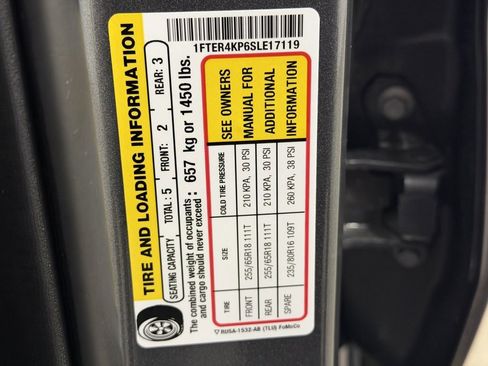 1FTER4KP6SLE17119
TIRE AND LOADING INFORMATION
SEATING CAPACITY TOTAL: 5 FRONT: 2 REAR: 3
The combined weight of occupants and cargo should never exceed: 657 kg or 1450 lbs.
TIRE SIZE COLD TIRE PRESSURE
FRONT 255/65R18 111T 210 KPA, 30 PSI
REAR 255/65R18 111T 210 KPA, 30 PSI
SPARE 235/80R16 109T 260 KPA, 38 PSI
SEE OWNERS
MANUAL FOR
ADDITIONAL
INFORMATION
RU5A-1532-AB (TLU) FoMoCo